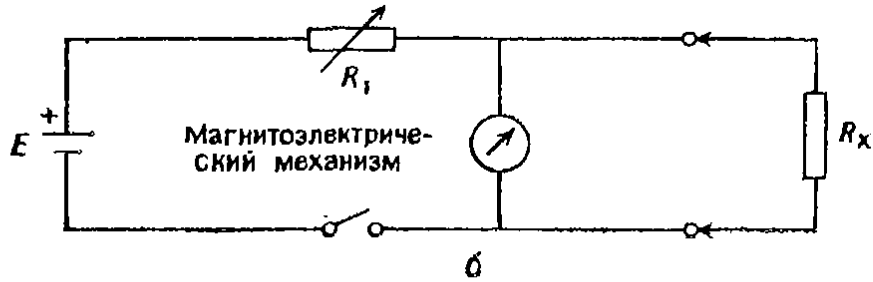 R₁
+
E
Магнитоэлектриче-
ский механизм
Rₓ
б